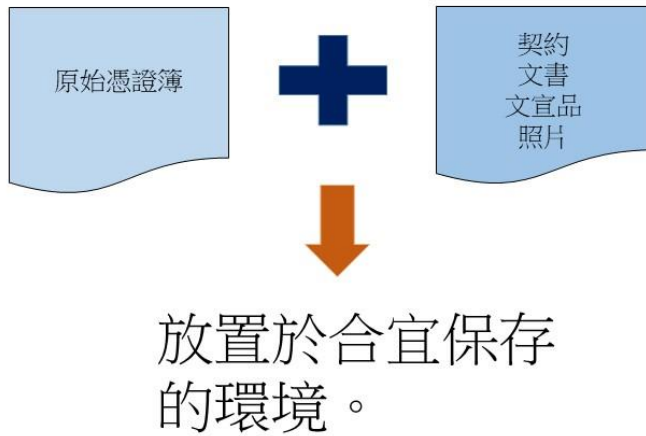 原始憑證簿
契約
文書
文宣品
照片
放置於合宜保存
的環境。